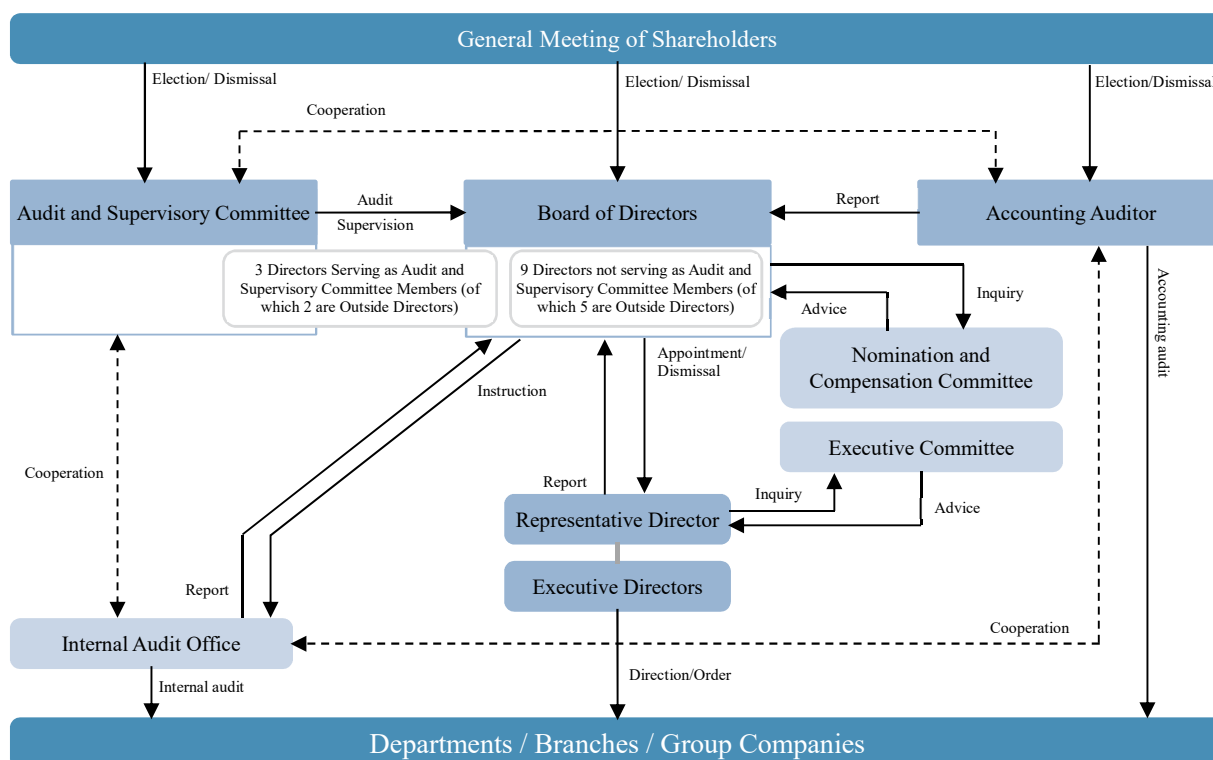 General Meeting of Shareholders
Election/ Dismissal
Election/ Dismissal
Election/Dismissal
Cooperation
Audit and Supervisory Committee
Audit
Supervision
Board of Directors
Report
Accounting Auditor
3 Directors Serving as Audit and
Supervisory Committee Members (of
which 2 are Outside Directors)
9 Directors not serving as Audit and
Supervisory Committee Members (of
which 5 are Outside Directors)
Inquiry
Advice
Accounting audit
Nomination and
Compensation Committee
Appointment/
Dismissal
Instruction
Executive Committee
Cooperation
Report
Inquiry
Advice
Representative Director
Executive Directors
Report
Internal Audit Office
Cooperation
Internal audit
Direction/Order
Departments / Branches / Group Companies